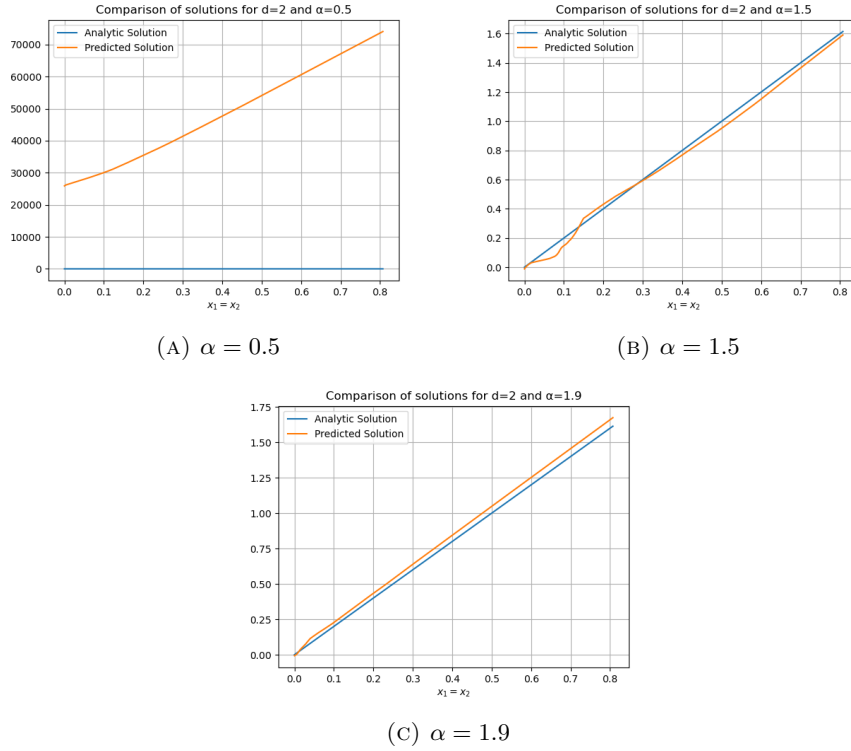 Comparison of solutions for d=2 and α=0.5
Analytic Solution
Predicted Solution
70000
60000
50000
40000
30000
20000
10000
0
0.0 0.1 0.2 0.3 0.4 0.5 0.6 0.7 0.8
x₁ = x₂
(A) α = 0.5
Comparison of solutions for d=2 and α=1.5
Analytic Solution
Predicted Solution
1.6
1.4
1.2
1.0
0.8
0.6
0.4
0.2
0.0
0.0 0.1 0.2 0.3 0.4 0.5 0.6 0.7 0.8
x₁ = x₂
(B) α = 1.5
Comparison of solutions for d=2 and α=1.9
Analytic Solution
Predicted Solution
1.75
1.50
1.25
1.00
0.75
0.50
0.25
0.00
0.0 0.1 0.2 0.3 0.4 0.5 0.6 0.7 0.8
x₁ = x₂
(C) α = 1.9